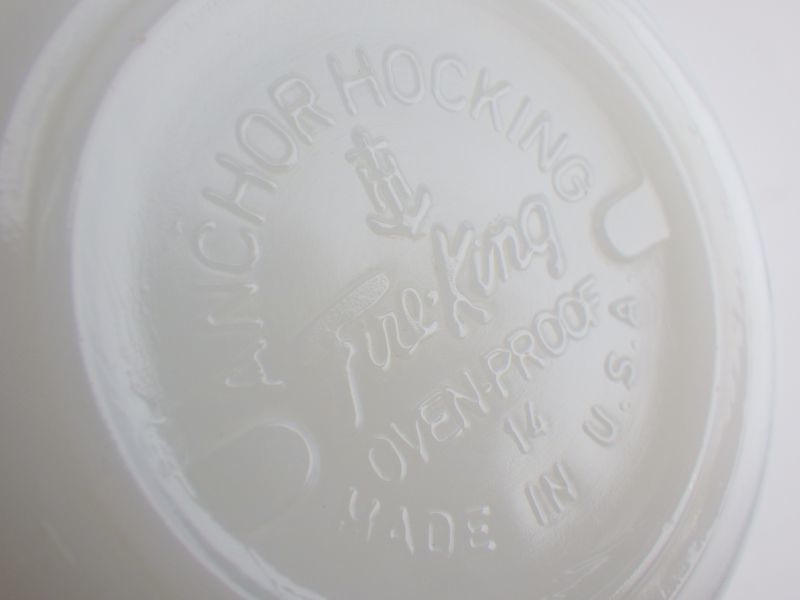 ANCHOR HOCKING
Fire-King
OVEN-PROOF
14
MADE IN U.S.A.